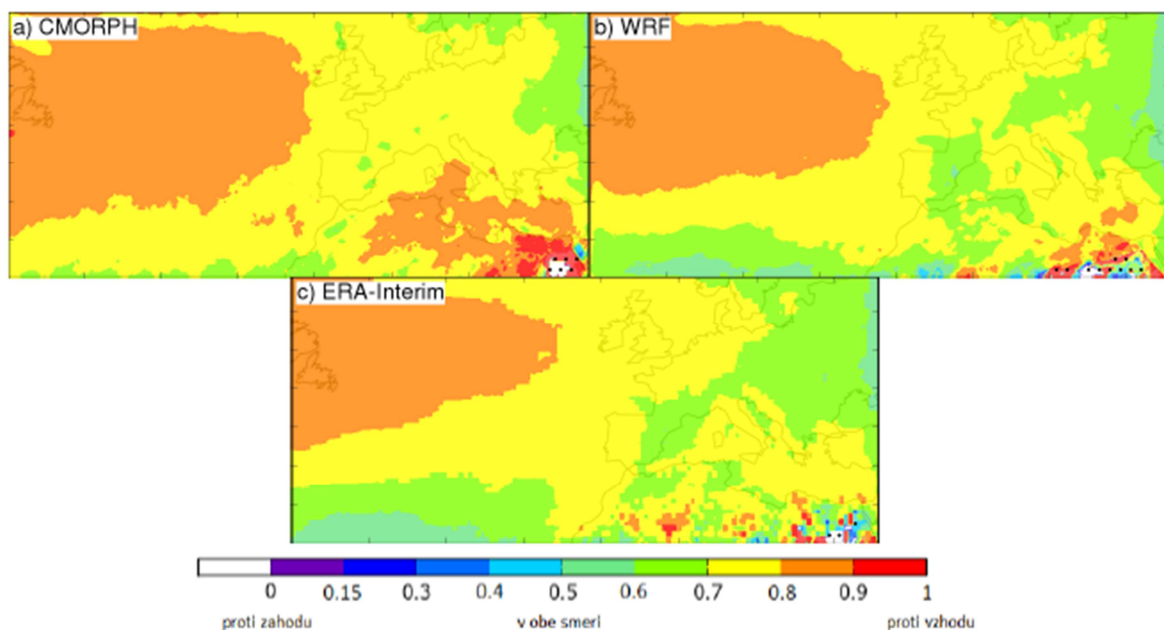 a) CMORPH
b) WRF
c) ERA-Interim
0 0.15 0.3 0.4 0.5 0.6 0.7 0.8 0.9 1
proti zahodu v obe smeri proti vzhodu